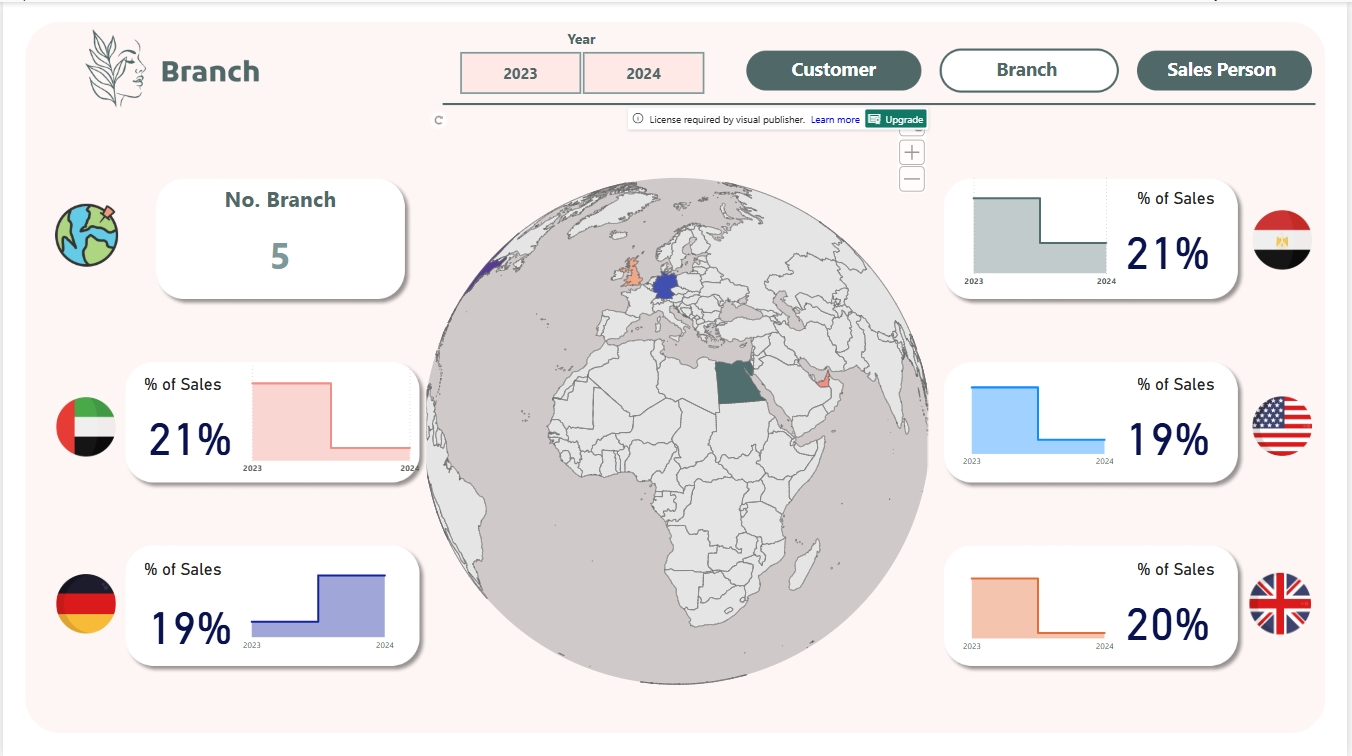 Branch
Year
2023
2024
Customer
Branch
Sales Person
License required by visual publisher. Learn more Upgrade
No. Branch
5
% of Sales
21%
2023
2024
% of Sales
21%
2023
2024
% of Sales
19%
2023
2024
% of Sales
19%
2023
2024
% of Sales
20%
2023
2024